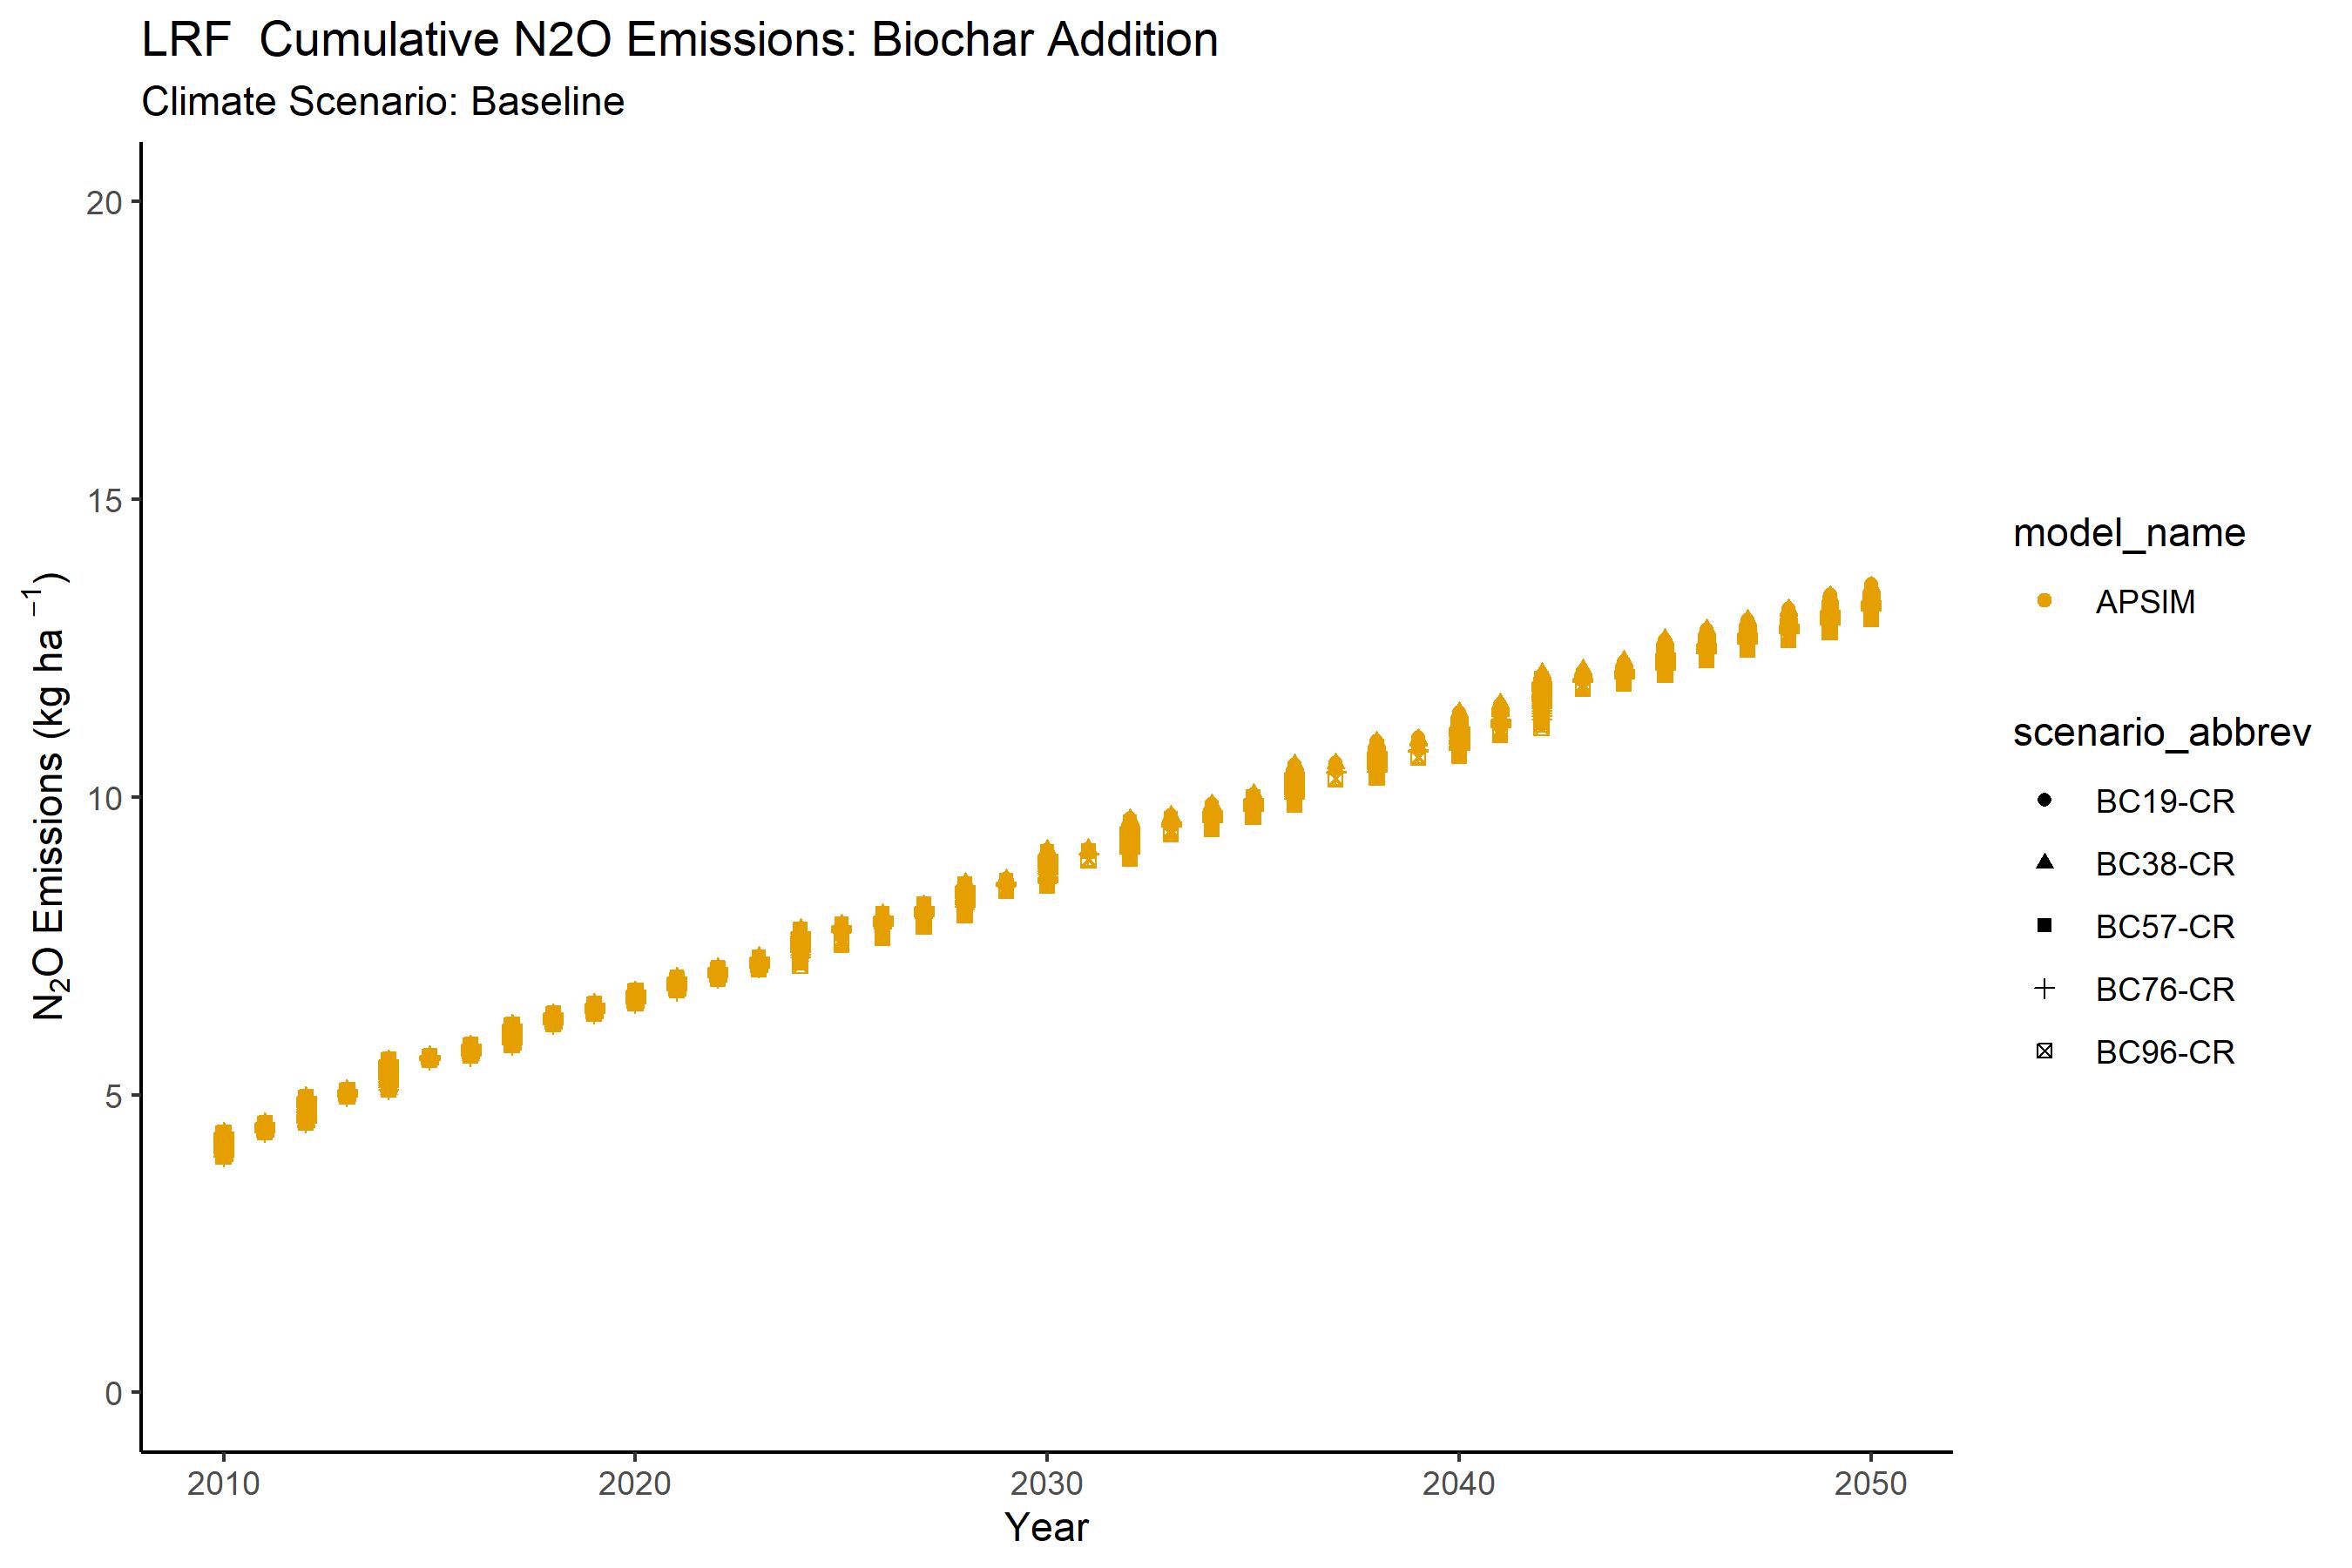 LRF  Cumulative N2O Emissions: Biochar Addition
Climate Scenario: Baseline
N₂O Emissions (kg ha ⁻¹)
20
15
10
5
0
2010
2020
2030
2040
2050
Year
model_name
APSIM
scenario_abbrev
BC19-CR
BC38-CR
BC57-CR
BC76-CR
BC96-CR